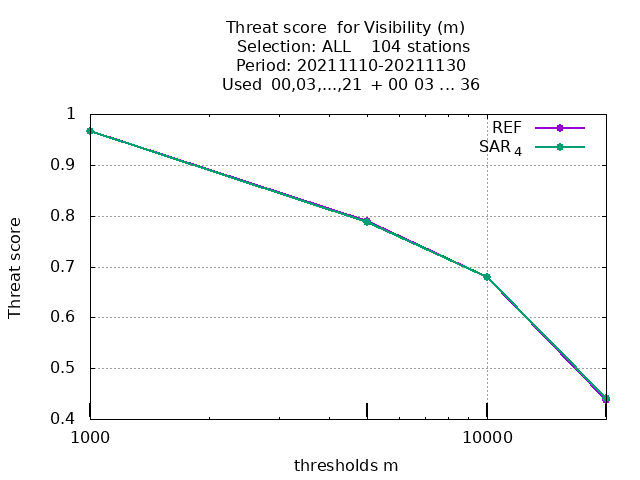 Threat score  for Visibility (m)
Selection: ALL    104 stations
Period: 20211110-20211130
Used  00,03,...,21  + 00 03 ... 36
REF
SAR 4
1
0.9
0.8
0.7
0.6
0.5
0.4
Threat score
1000
10000
thresholds m